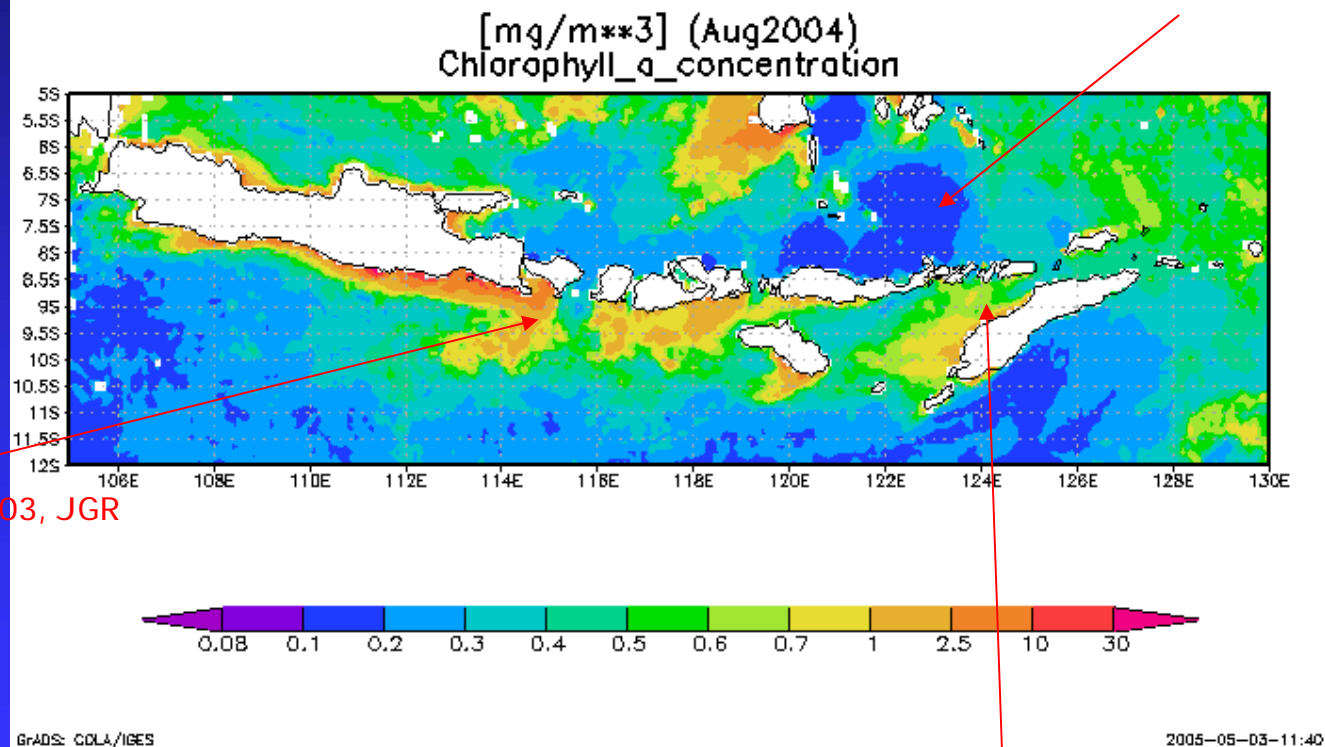 [mg/m**3] (Aug2004)
Chlorophyll_a_concentration
5S
5.5S
6S
6.5S
7S
7.5S
8S
8.5S
9S
9.5S
10S
10.5S
11S
11.5S
12S
106E 108E 110E 112E 114E 116E 118E 120E 122E 124E 126E 128E 130E
03, JGR
0.08 0.1 0.2 0.3 0.4 0.5 0.6 0.7 1 2.5 10 30
GrADS: COLA/IGES
2005-05-03-11:40